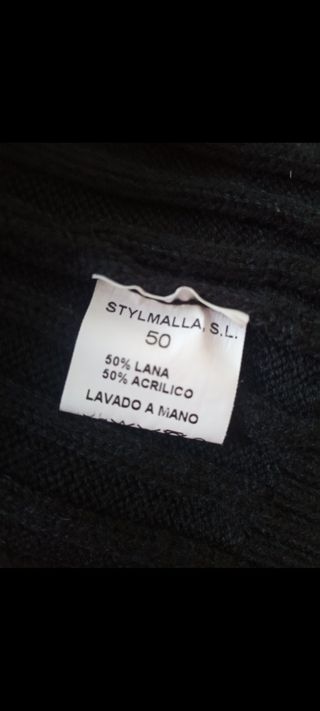 STYLMALLA, S.L.
50
50% LANA
50% ACRILICO
LAVADO A MANO